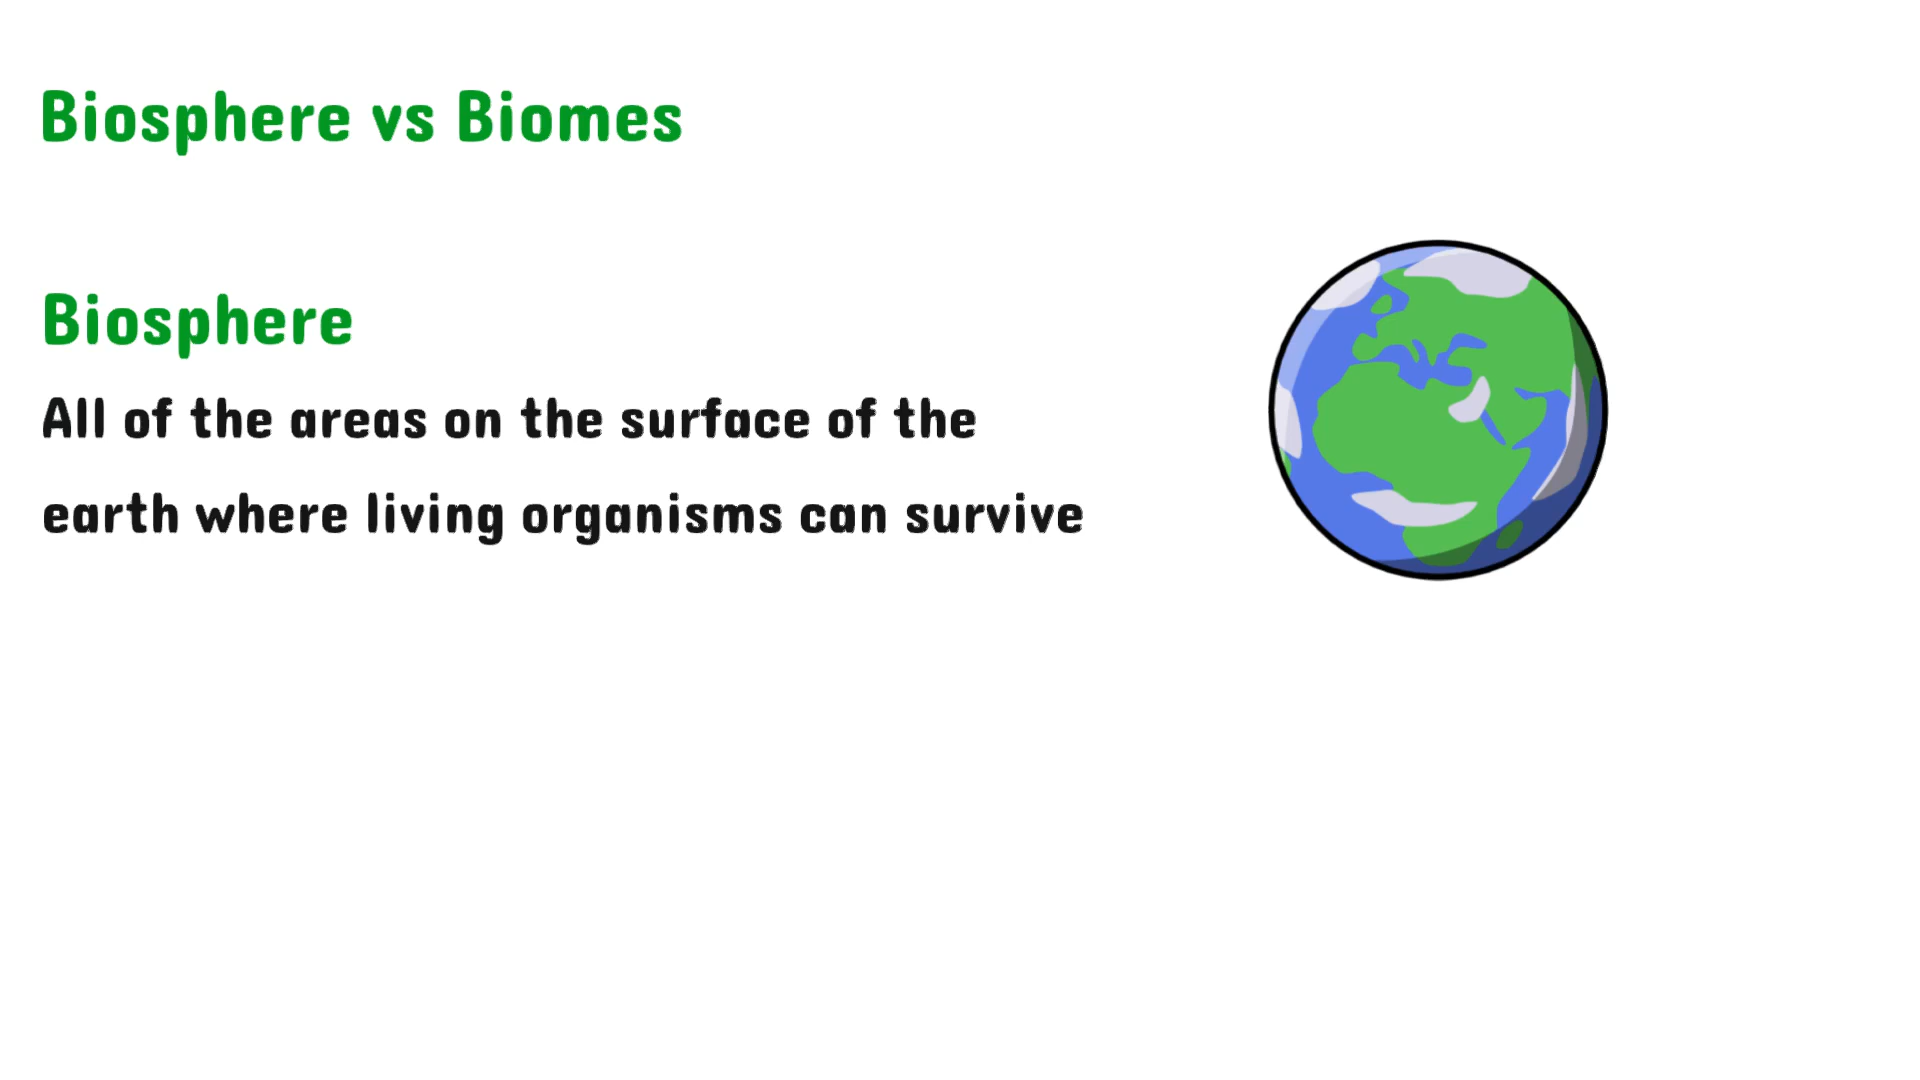 Biosphere vs Biomes
Biosphere
All of the areas on the surface of the
earth where living organisms can survive